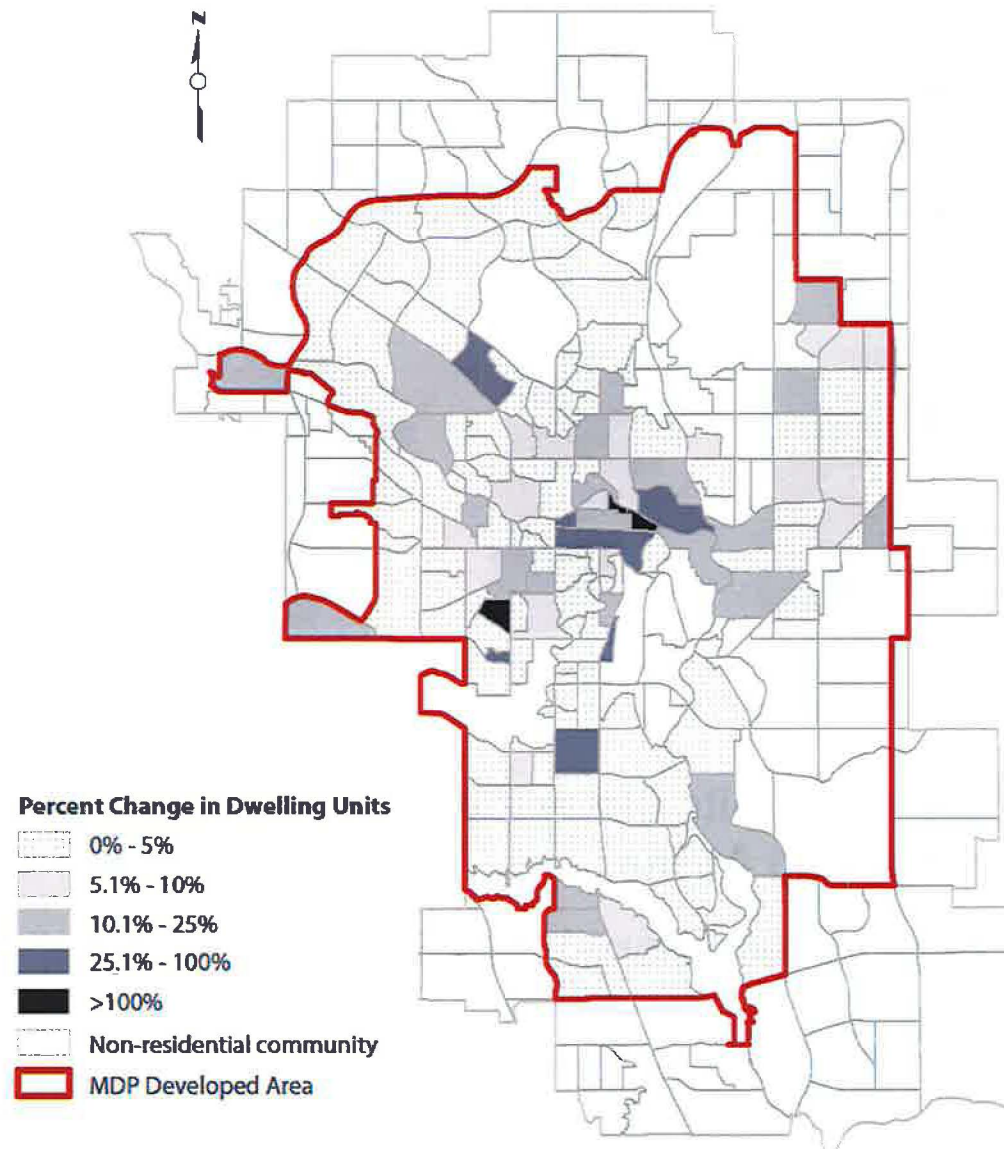 N
Percent Change in Dwelling Units
0% - 5%
5.1% - 10%
10.1% - 25%
25.1% - 100%
>100%
Non-residential community
MDP Developed Area